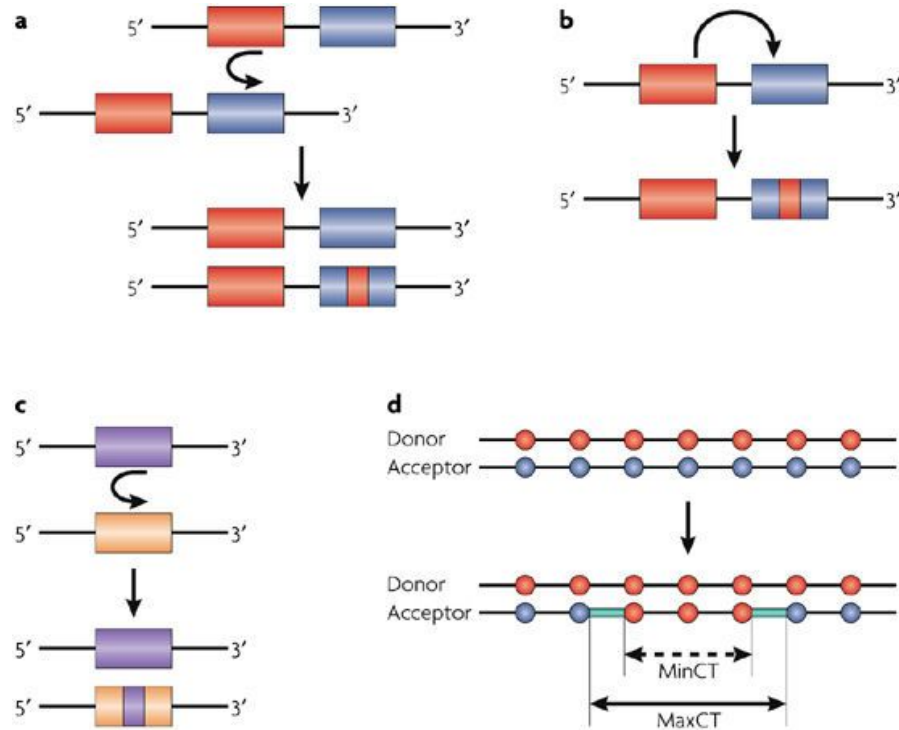 a
5′ 3′
5′ 3′
5′ 3′
5′ 3′
b
5′ 3′
5′ 3′
c
5′ 3′
5′ 3′
5′ 3′
5′ 3′
d
Donor
Acceptor
Donor
Acceptor
MinCT
MaxCT